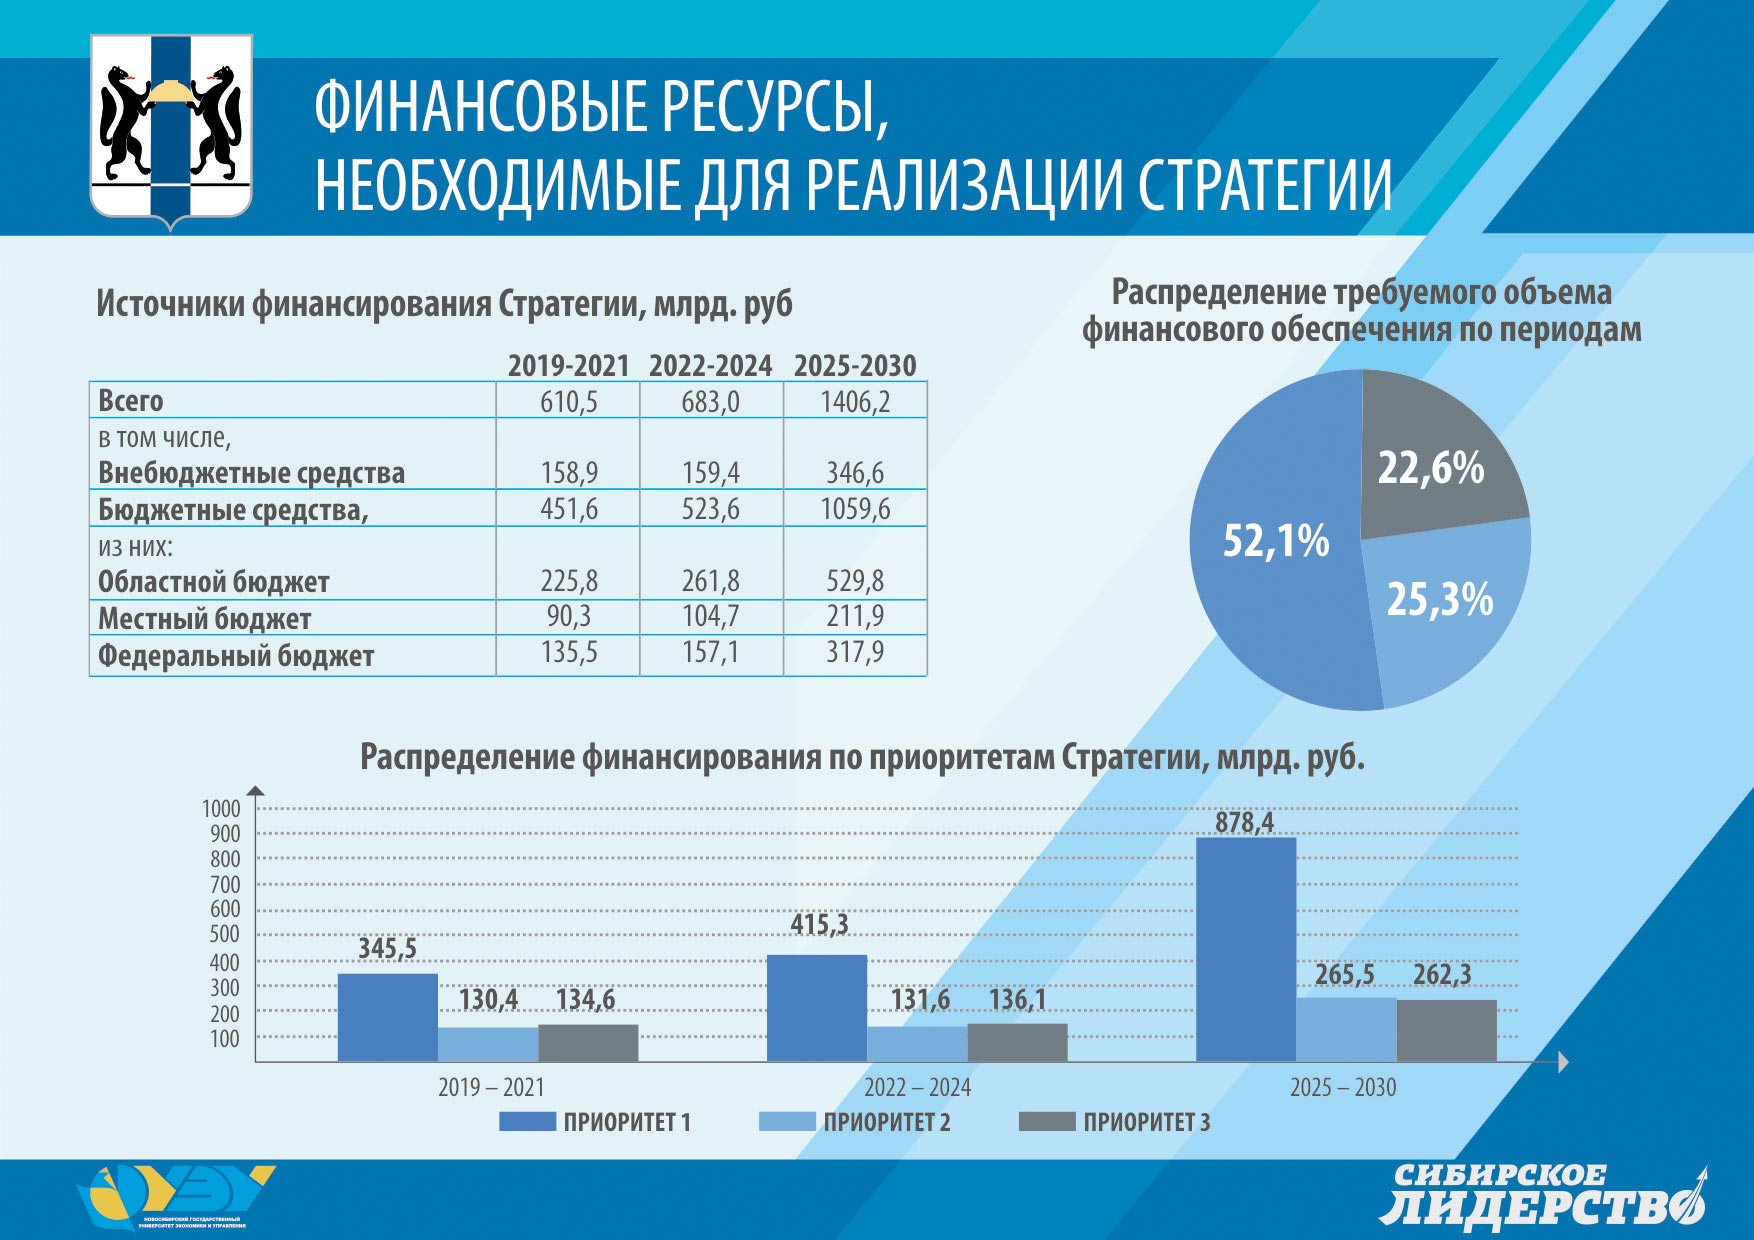 ФИНАНСОВЫЕ РЕСУРСЫ,
НЕОБХОДИМЫЕ ДЛЯ РЕАЛИЗАЦИИ СТРАТЕГИИ
Источники финансирования Стратегии, млрд. руб
2019-2021 2022-2024 2025-2030
Всего 610,5 683,0 1406,2
в том числе,
Внебюджетные средства 158,9 159,4 346,6
Бюджетные средства, 451,6 523,6 1059,6
из них:
Областной бюджет 225,8 261,8 529,8
Местный бюджет 90,3 104,7 211,9
Федеральный бюджет 135,5 157,1 317,9
Распределение требуемого объема
финансового обеспечения по периодам
22,6%
52,1%
25,3%
Распределение финансирования по приоритетам Стратегии, млрд. руб.
1000
900
800
700
600
500
400
300
200
100
345,5
130,4
134,6
415,3
131,6
136,1
878,4
265,5
262,3
2019 – 2021
2022 – 2024
2025 – 2030
ПРИОРИТЕТ 1
ПРИОРИТЕТ 2
ПРИОРИТЕТ 3
НОВОСИБИРСКИЙ ГОСУДАРСТВЕННЫЙ
УНИВЕРСИТЕТ ЭКОНОМИКИ И УПРАВЛЕНИЯ
СИБИРСКОЕ
ЛИДЕРСТВО